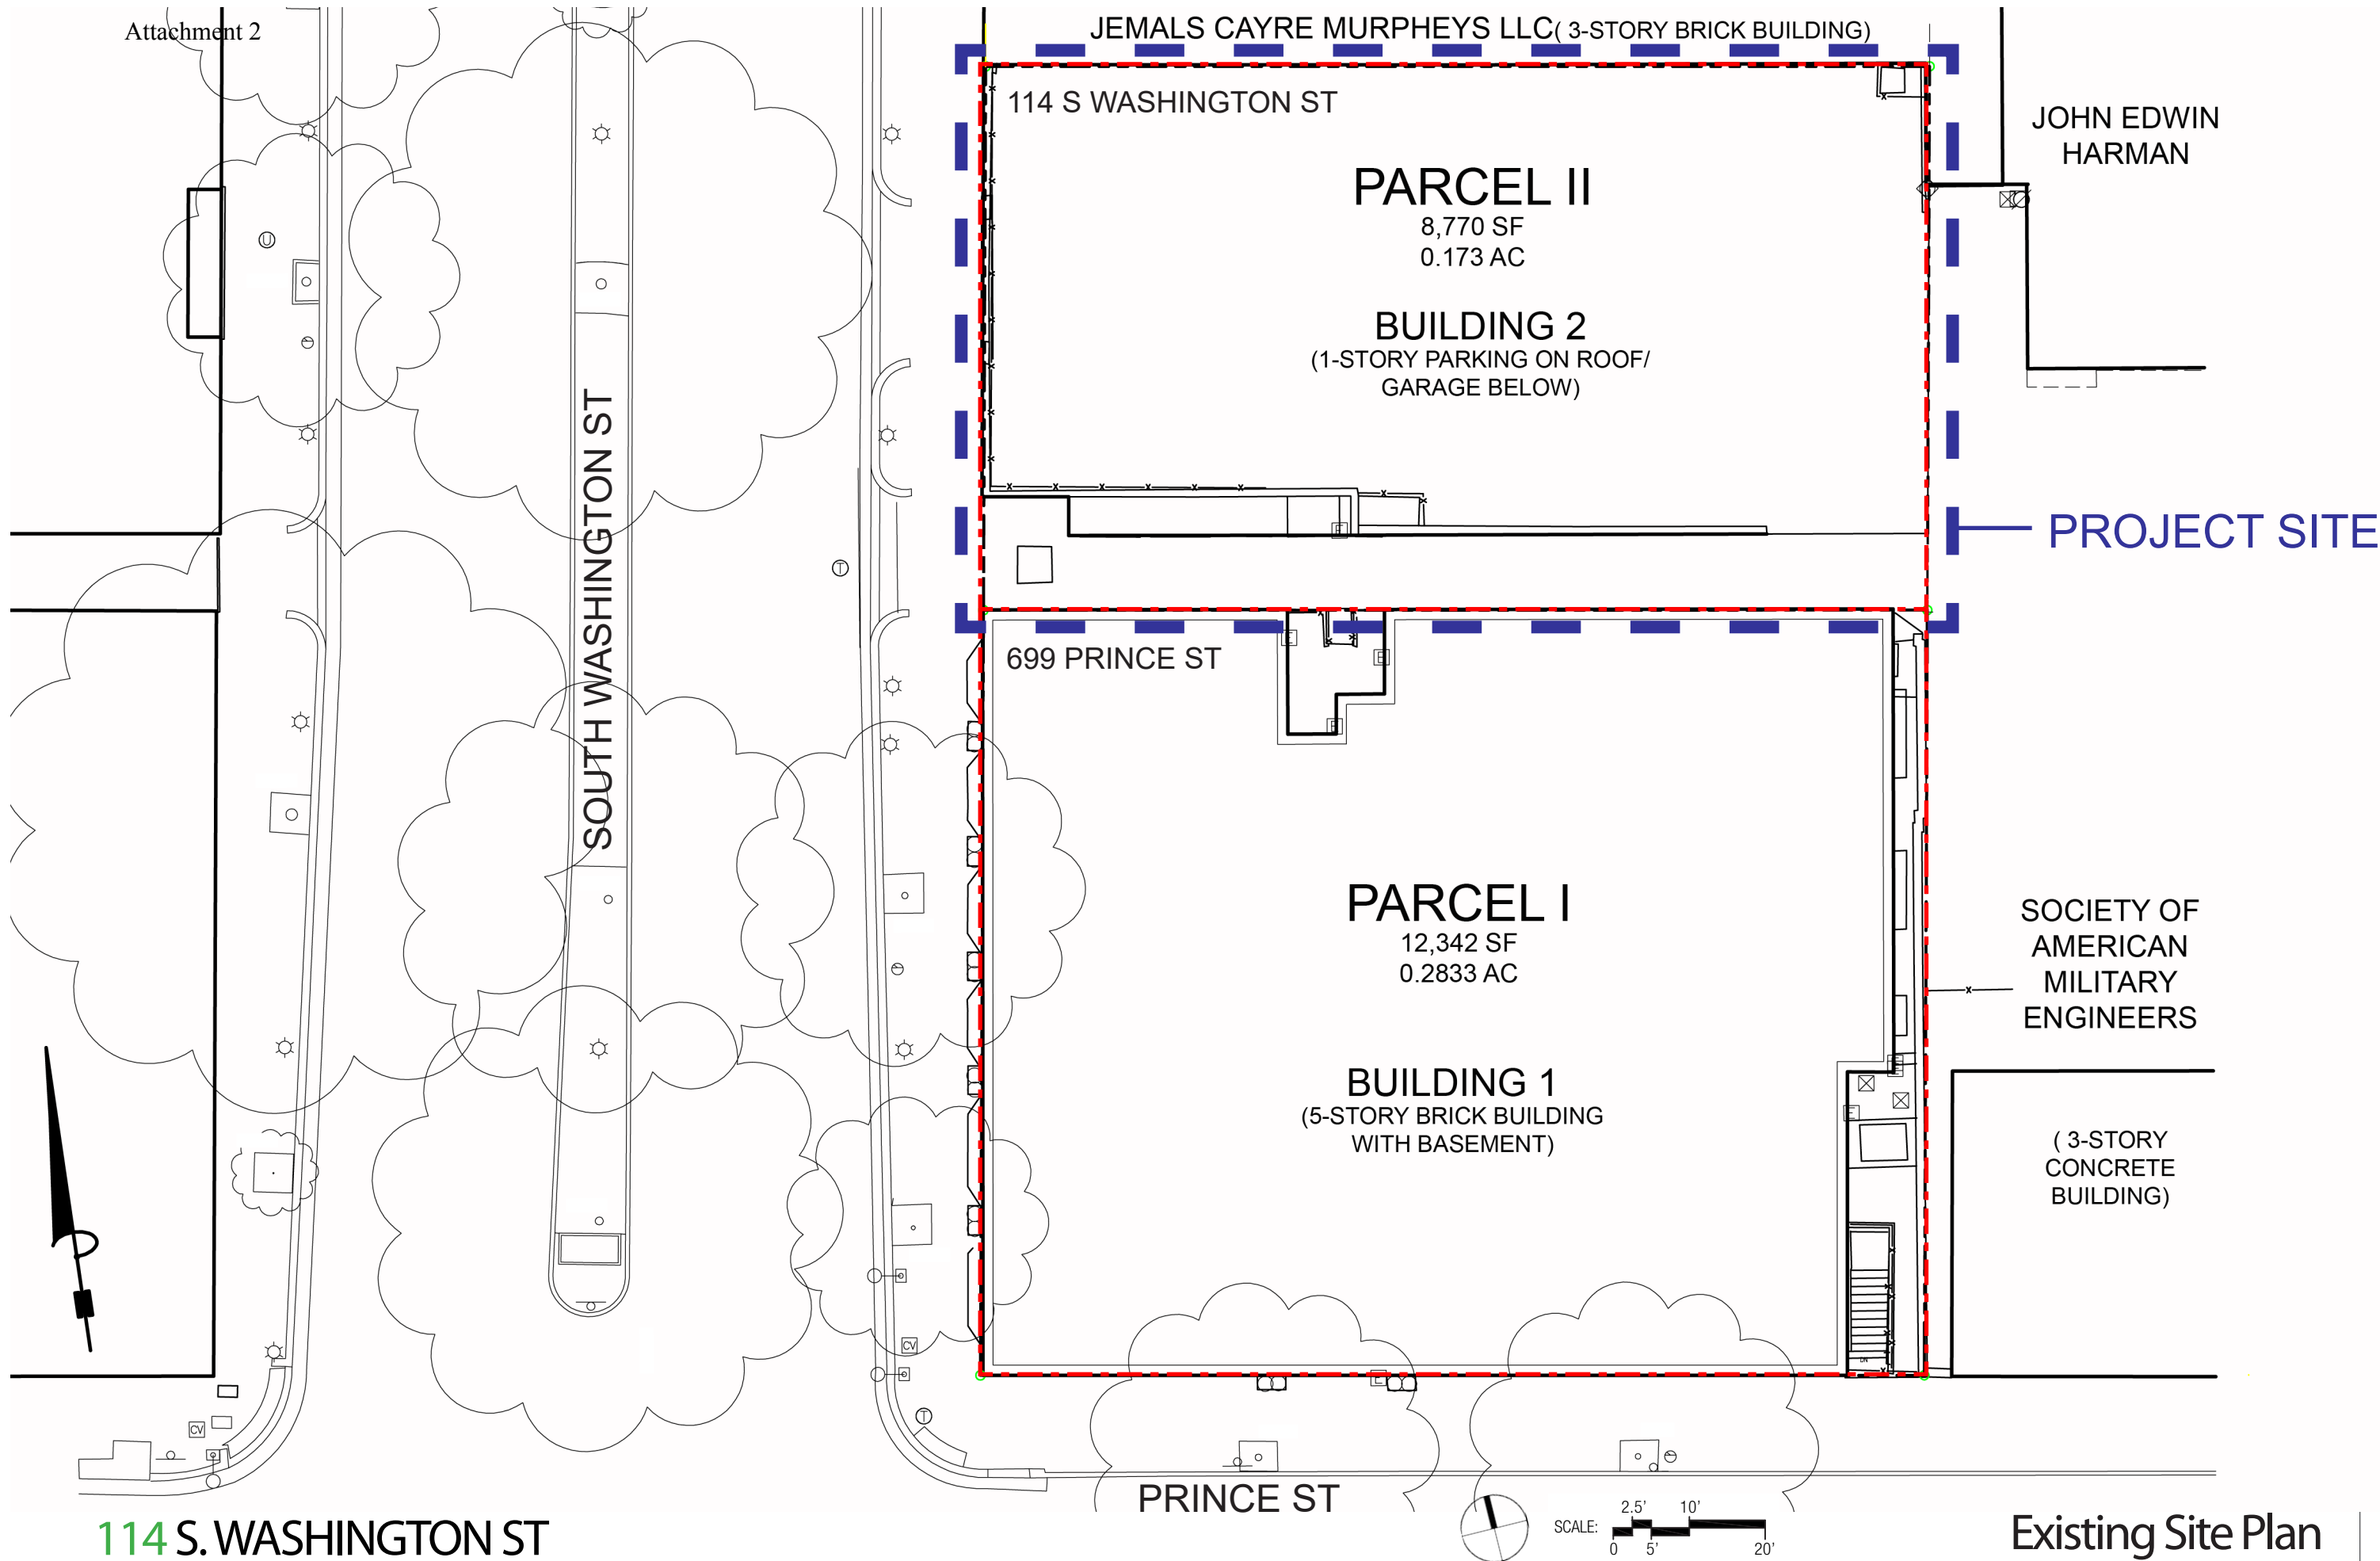 Attachment 2
JEMALS CAYRE MURPHEYS LLC( 3-STORY BRICK BUILDING)
114 S WASHINGTON ST
JOHN EDWIN
HARMAN
PARCEL II
8,770 SF
0.173 AC
BUILDING 2
(1-STORY PARKING ON ROOF/
GARAGE BELOW)
SOUTH WASHINGTON ST
PROJECT SITE
699 PRINCE ST
PARCEL I
12,342 SF
0.2833 AC
SOCIETY OF
AMERICAN
MILITARY
ENGINEERS
BUILDING 1
(5-STORY BRICK BUILDING
WITH BASEMENT)
( 3-STORY
CONCRETE
BUILDING)
U
T
E
E
E
E
E
E
DN
CV
E
T
CV
PRINCE ST
SCALE:
2.5' 10'
0 5' 20'
114 S. WASHINGTON ST
Existing Site Plan